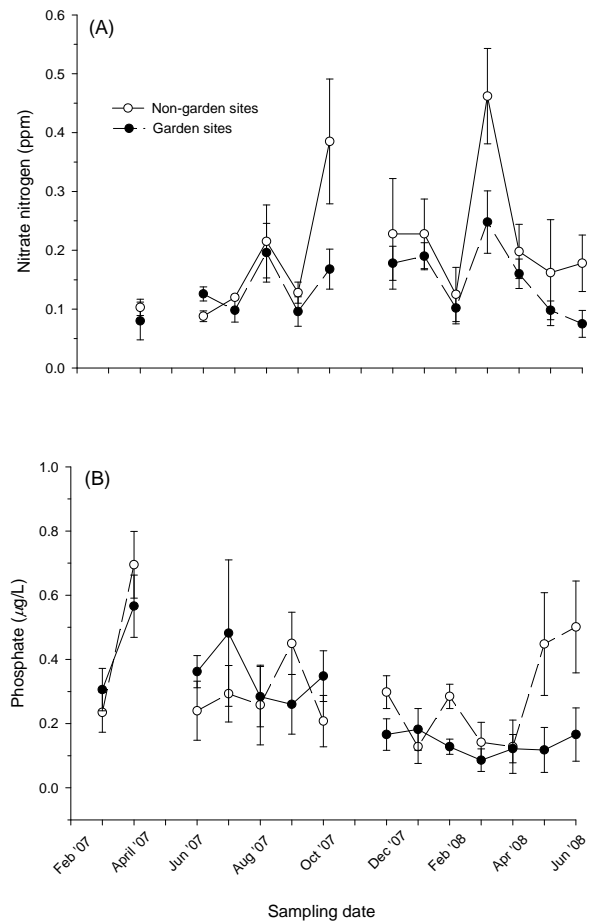 (A)
0.6
0.5
0.4
0.3
0.2
0.1
0.0
Nitrate nitrogen (ppm)
Non-garden sites
Garden sites
(B)
1.0
0.8
0.6
0.4
0.2
0.0
Phosphate (µg/L)
Feb '07
April '07
Jun '07
Aug '07
Oct '07
Dec '07
Feb '08
Apr '08
Jun '08
Sampling date